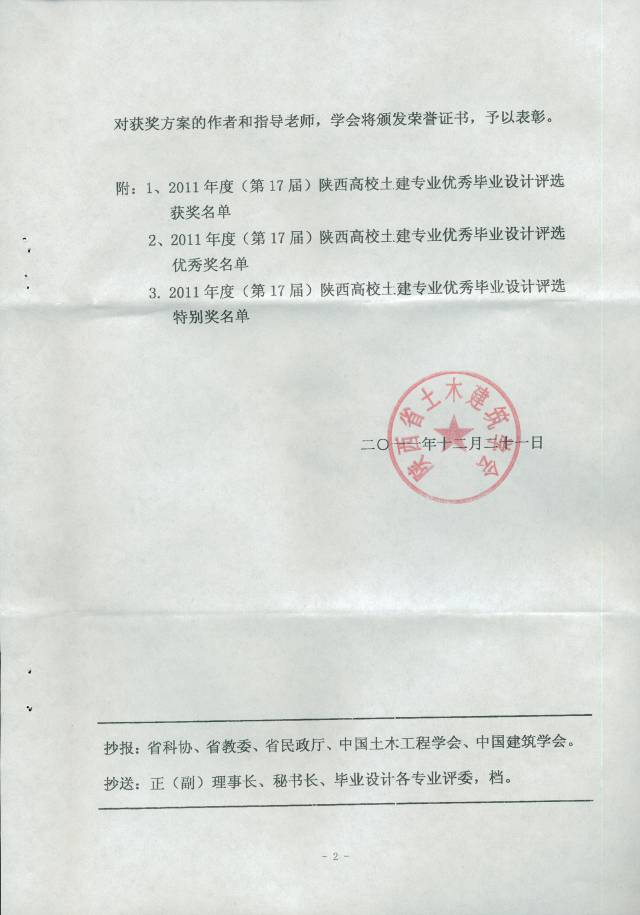 对获奖方案的作者和指导老师，学会将颁发荣誉证书，予以表彰。
附：1、2011 年度（第 17 届）陕西高校土建专业优秀毕业设计评选
获奖名单
2、2011 年度（第 17 届）陕西高校土建专业优秀毕业设计评选
优秀奖名单
3. 2011 年度（第 17 届）陕西高校土建专业优秀毕业设计评选
特别奖名单
陕西省土木建筑学会
二〇一一年十二月二十一日
抄报：省科协、省教委、省民政厅、中国土木工程学会、中国建筑学会。
抄送：正（副）理事长、秘书长、毕业设计各专业评委，档。
- 2 -